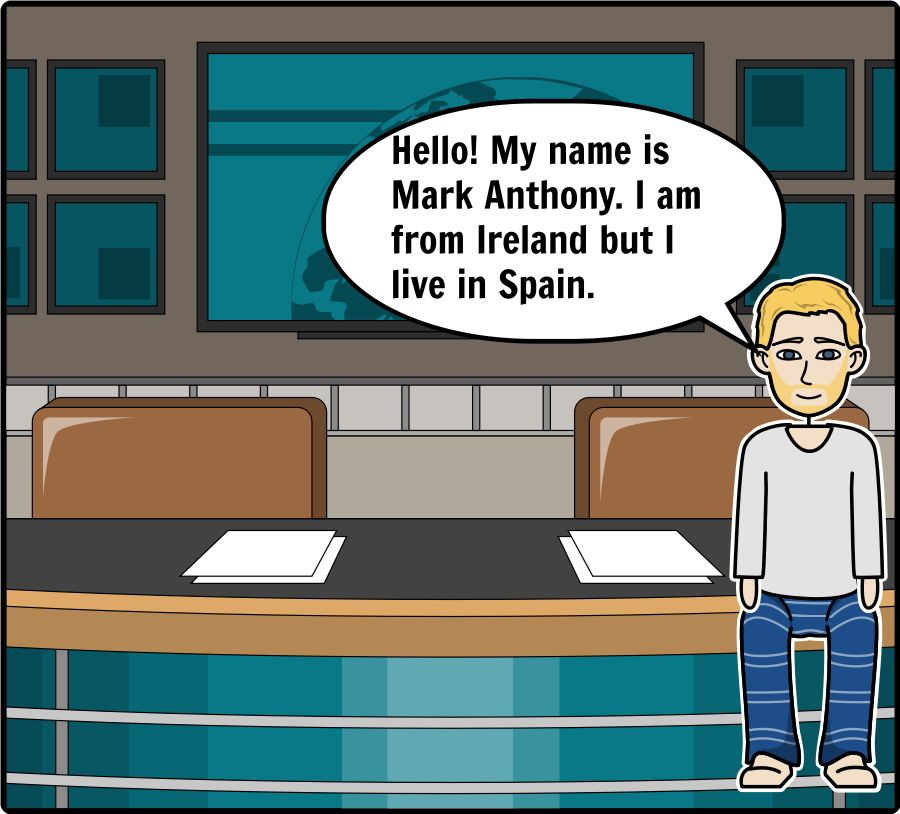 Hello! My name is
Mark Anthony. I am
from Ireland but I
live in Spain.